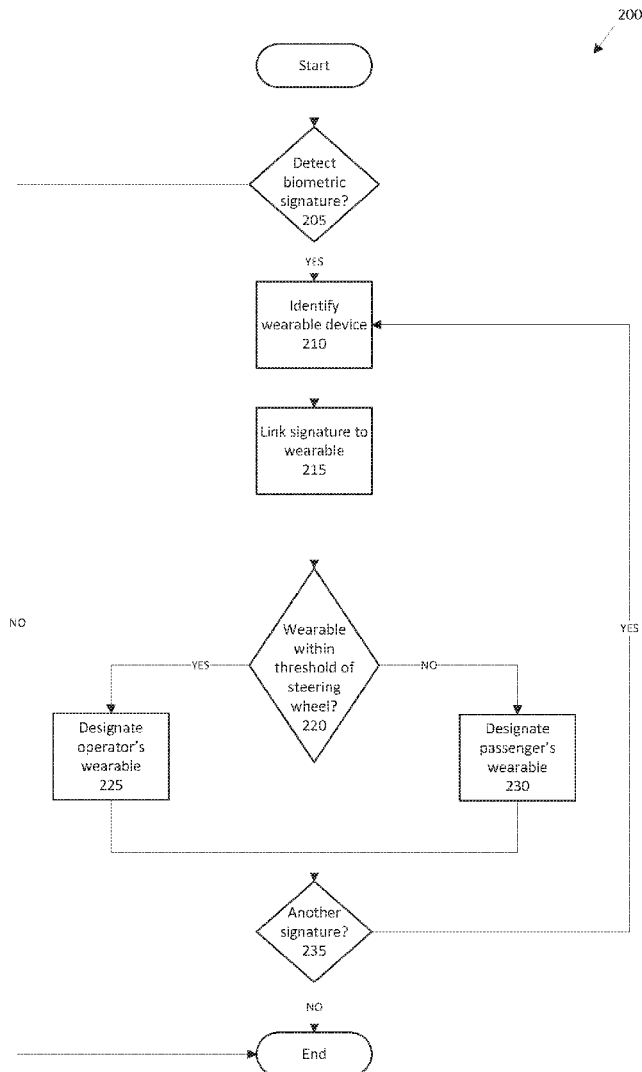 200
Start
Detect
biometric
signature?
205
YES
Identify
wearable device
210
Link signature to
wearable
215
NO
Wearable
within
threshold of
steering
wheel?
220
YES
NO
YES
Designate
operator's
wearable
225
Designate
passenger's
wearable
230
Another
signature?
235
NO
End